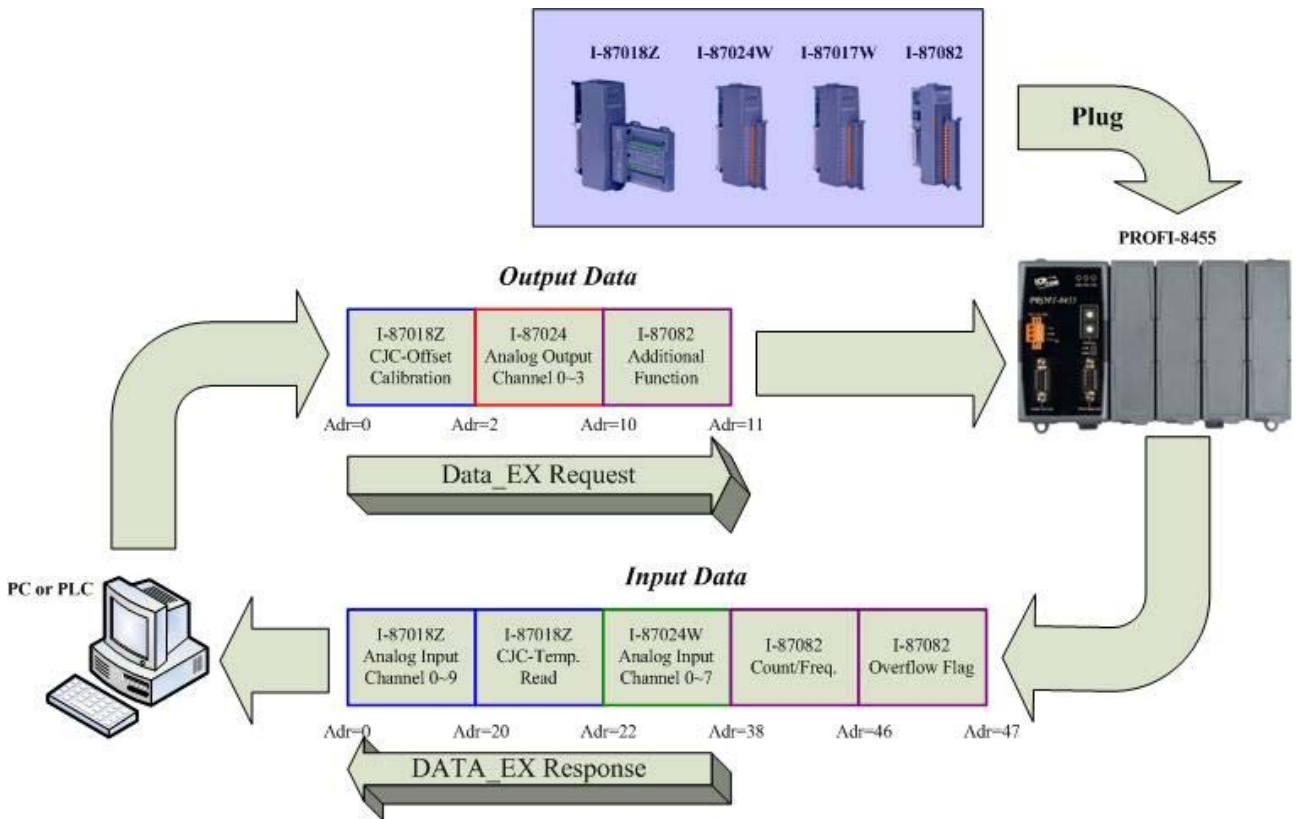 I-87018Z I-87024W I-87017W I-87082
Plug
PROFI-8455
PROFI-8455
Output Data
I-87018Z
CJC-Offset
Calibration
I-87024
Analog Output
Channel 0~3
I-87082
Additional
Function
Adr=0 Adr=2 Adr=10 Adr=11
Data_EX Request
PC or PLC
Input Data
I-87018Z
Analog Input
Channel 0~9
I-87018Z
CJC-Temp.
Read
I-87024W
Analog Input
Channel 0~7
I-87082
Count/Freq.
I-87082
Overflow Flag
Adr=0 Adr=20 Adr=22 Adr=38 Adr=46 Adr=47
DATA_EX Response